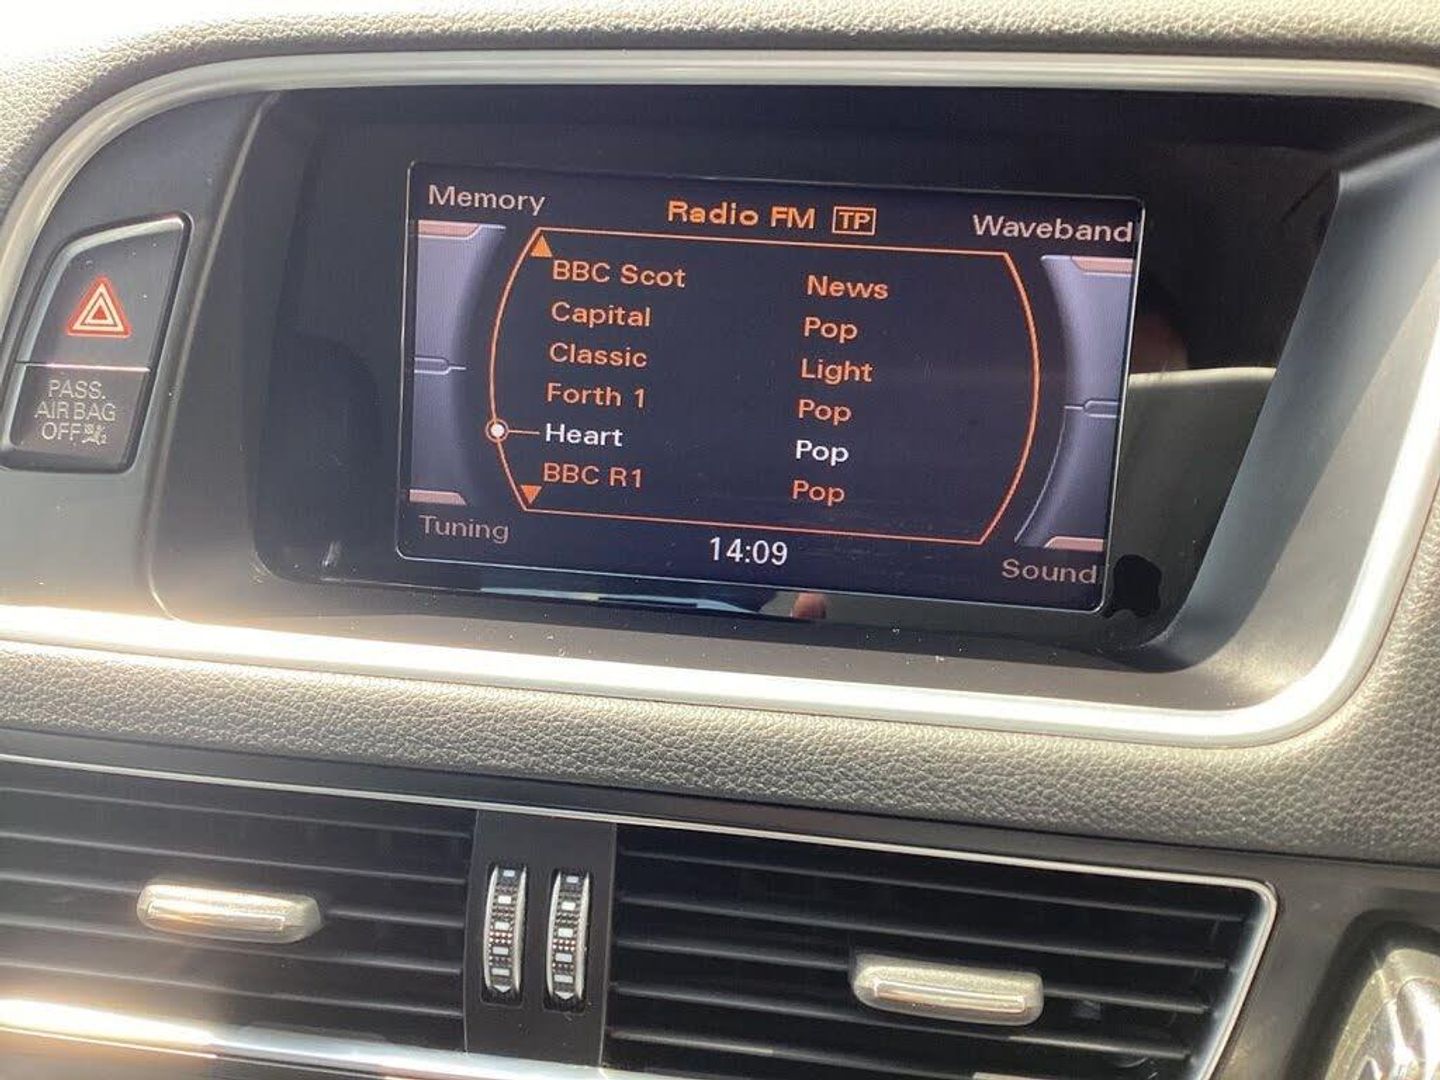 Memory
Radio FM TP
Waveband
BBC Scot News
Capital Pop
Classic Light
Forth 1 Pop
Heart Pop
BBC R1 Pop
Tuning
14:09
Sound
PASS.
AIR BAG
OFF